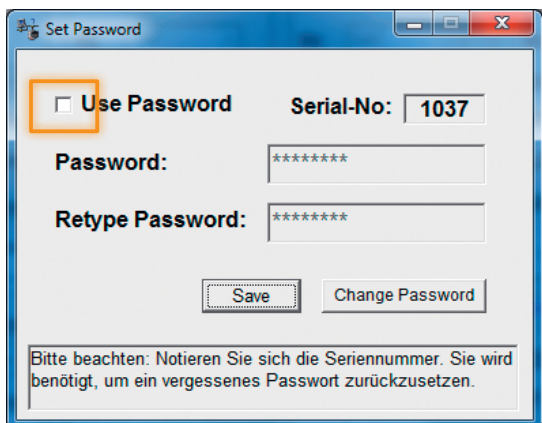 Set Password
Use Password Serial-No: 1037
Password: ********
Retype Password: ********
Save Change Password
Bitte beachten: Notieren Sie sich die Seriennummer. Sie wird
benötigt, um ein vergessenes Passwort zurückzusetzen.